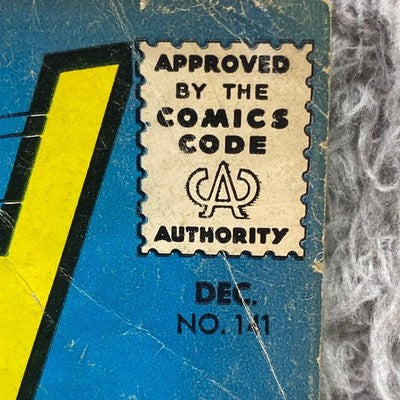 APPROVED
BY THE
COMICS
CODE
CA
AUTHORITY
DEC.
NO. 141